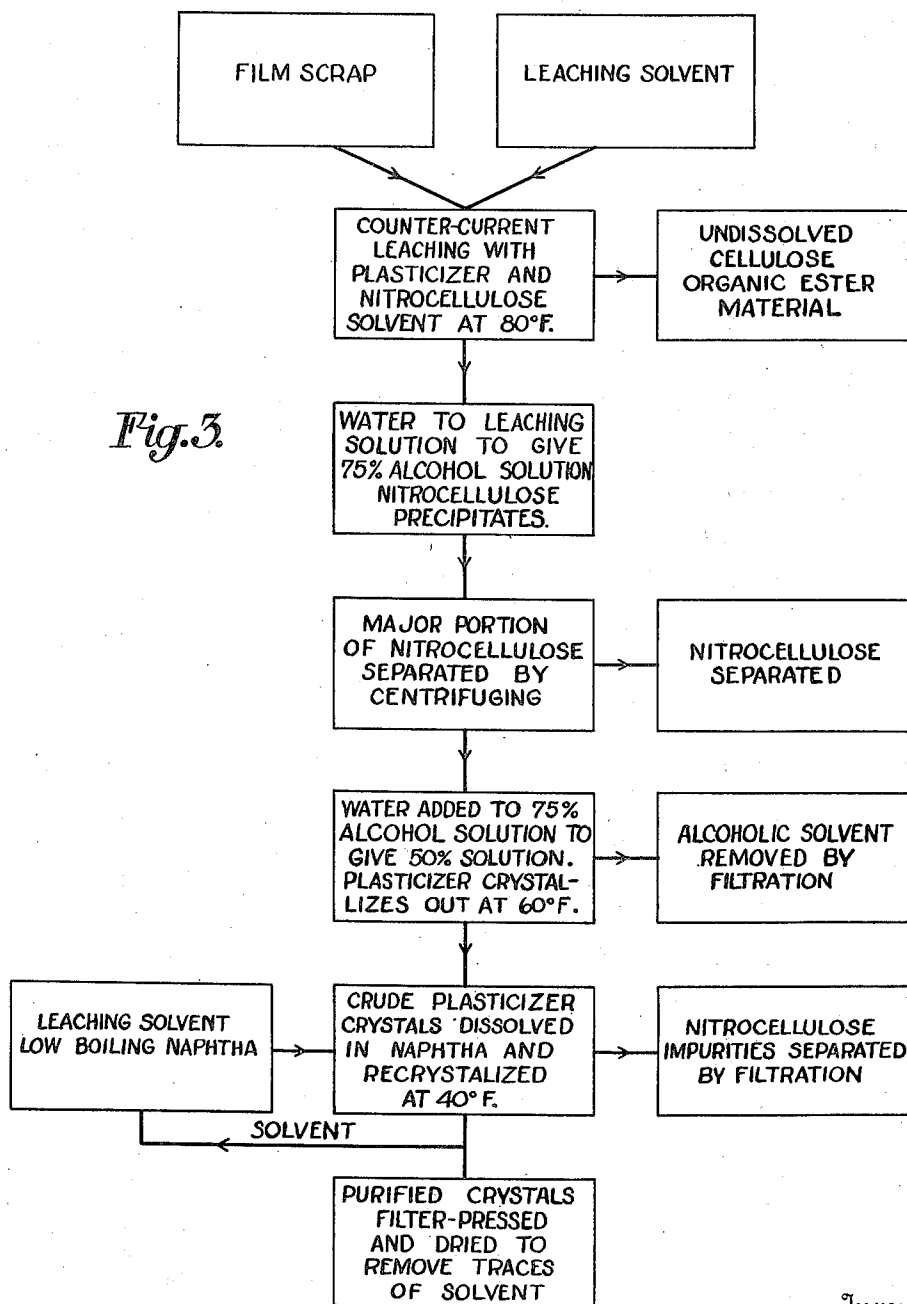 FILM SCRAP
LEACHING SOLVENT
COUNTER-CURRENT
LEACHING WITH
PLASTICIZER AND
NITROCELLULOSE
SOLVENT AT 80°F.
UNDISSOLVED
CELLULOSE
ORGANIC ESTER
MATERIAL
Fig.3.
WATER TO LEACHING
SOLUTION TO GIVE
75% ALCOHOL SOLUTION
NITROCELLULOSE
PRECIPITATES.
MAJOR PORTION
OF NITROCELLULOSE
SEPARATED BY
CENTRIFUGING
NITROCELLULOSE
SEPARATED
WATER ADDED TO 75%
ALCOHOL SOLUTION TO
GIVE 50% SOLUTION.
PLASTICIZER CRYSTAL-
LIZES OUT AT 60°F.
ALCOHOLIC SOLVENT
REMOVED BY
FILTRATION
LEACHING SOLVENT
LOW BOILING NAPHTHA
CRUDE PLASTICIZER
CRYSTALS DISSOLVED
IN NAPHTHA AND
RECRYSTALIZED
AT 40°F.
NITROCELLULOSE
IMPURITIES SEPARATED
BY FILTRATION
SOLVENT
PURIFIED CRYSTALS
FILTER-PRESSED
AND DRIED TO
REMOVE TRACES
OF SOLVENT